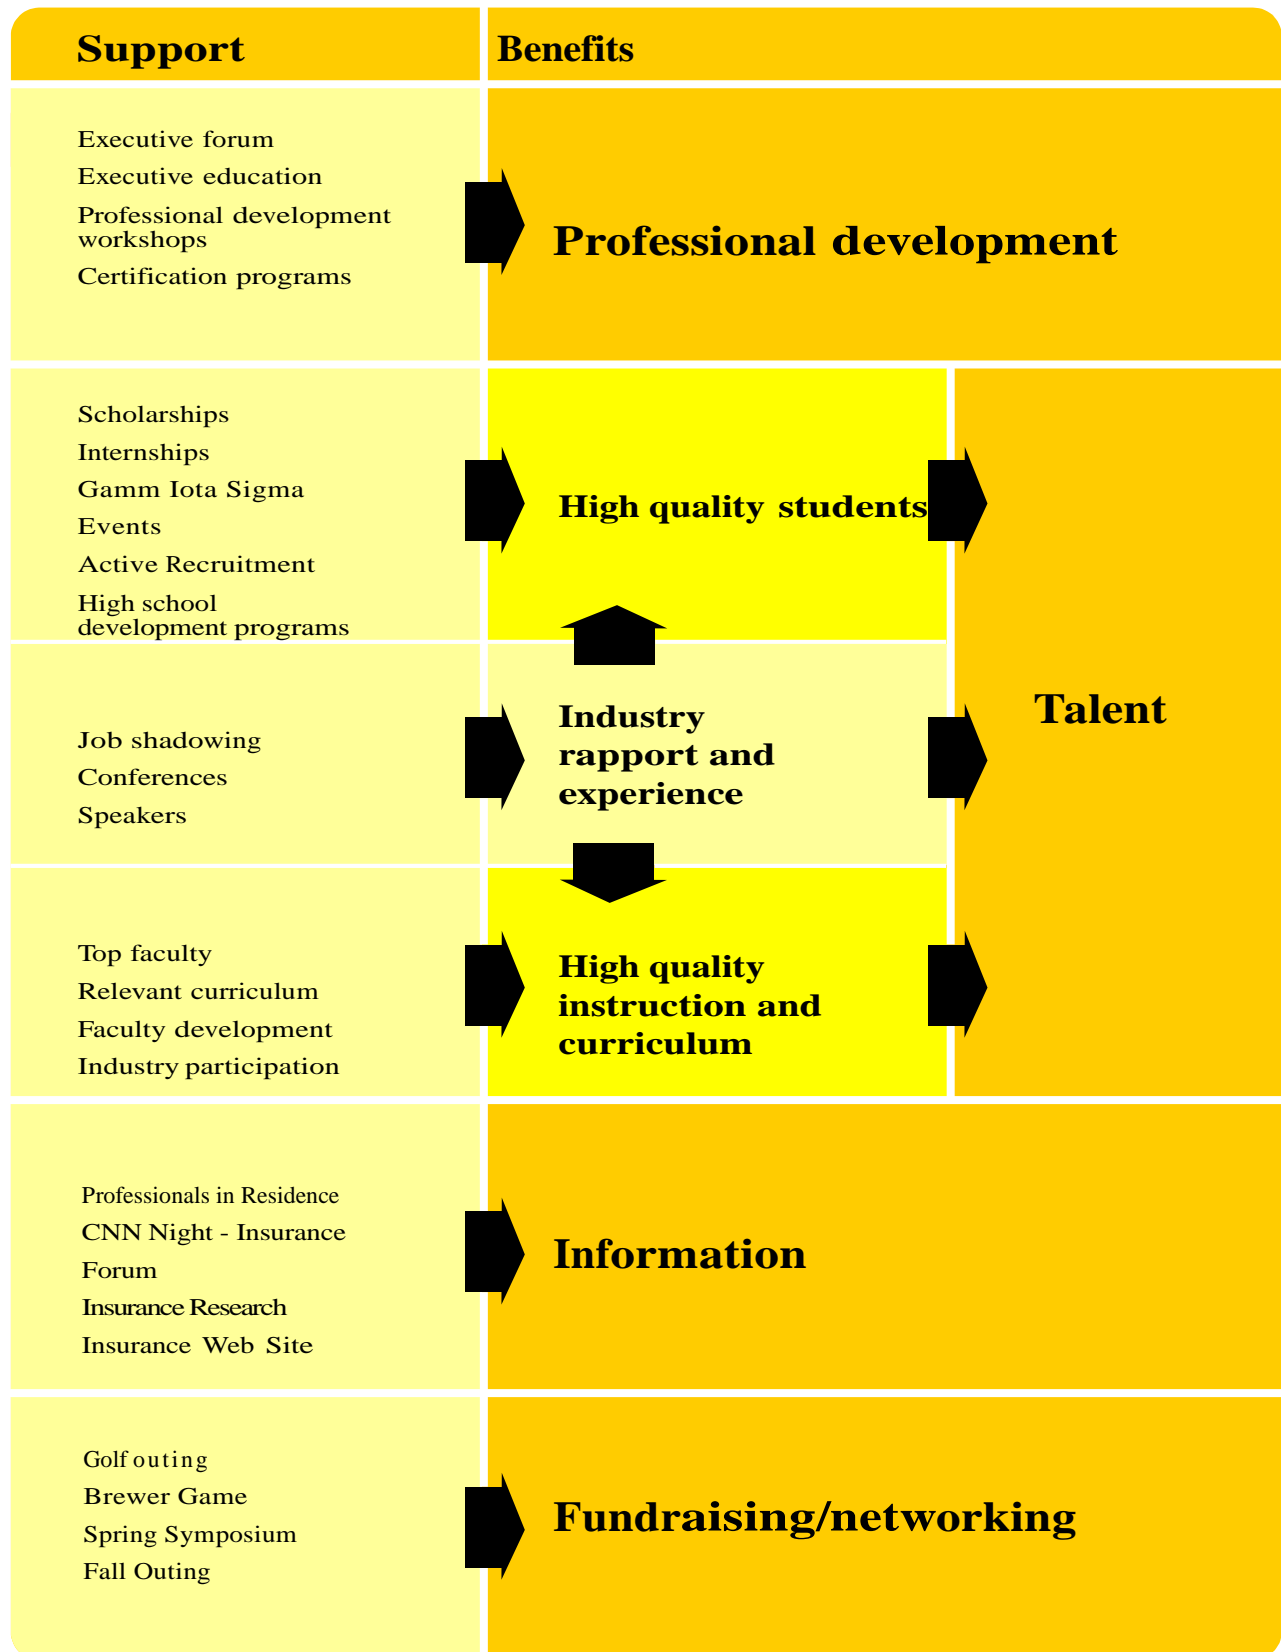 Support
Benefits
Executive forum
Executive education
Professional development
workshops
Certification programs
Professional development
Scholarships
Internships
Gamm Iota Sigma
Events
Active Recruitment
High school
development programs
High quality students
Job shadowing
Conferences
Speakers
Industry
rapport and
experience
Talent
Top faculty
Relevant curriculum
Faculty development
Industry participation
High quality
instruction and
curriculum
Professionals in Residence
CNN Night - Insurance
Forum
Insurance Research
Insurance Web Site
Information
Golf outing
Brewer Game
Spring Symposium
Fall Outing
Fundraising/networking